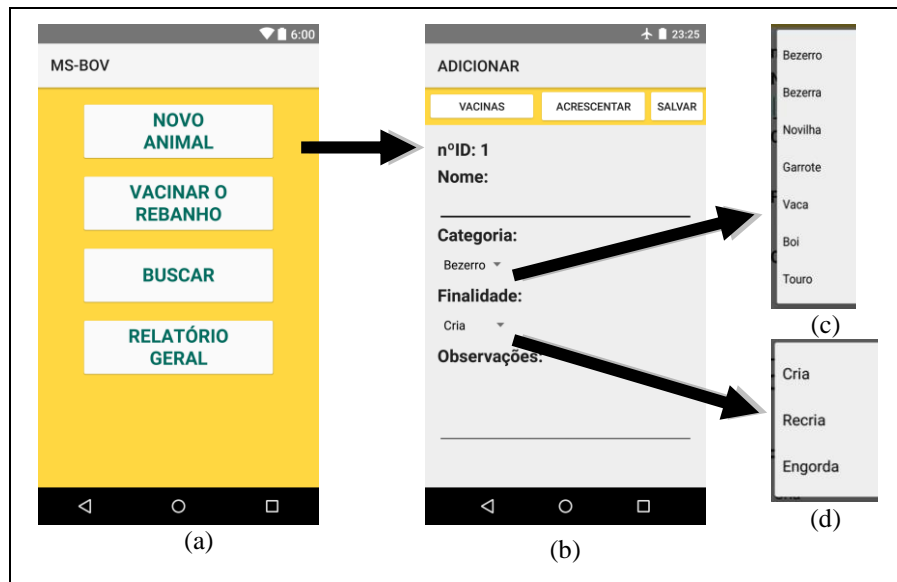 6:00
MS-BOV
NOVO
ANIMAL
VACINAR O
REBANHO
BUSCAR
RELATÓRIO
GERAL
(a)
23:25
ADICIONAR
VACINAS
ACRESCENTAR
SALVAR
nºID: 1
Nome:
Categoria:
Bezerro
Finalidade:
Cria
Observações:
(b)
Bezerro
Bezerra
Novilha
Garrote
Vaca
Boi
Touro
(c)
Cria
Recria
Engorda
(d)